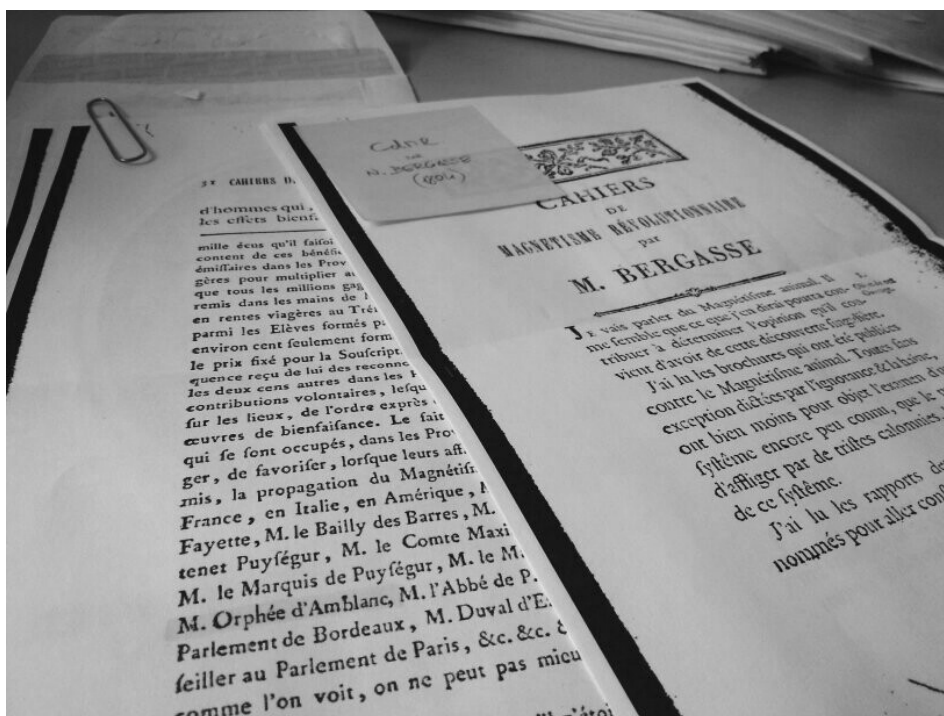 31 CAHIERS D
d'hommes qui,
les effets bienf
mille écus qu'il faiſoi
content de ces bénéfi
émiſſaires dans les Prov
gères pour multiplier au
que tous les millions gag
remis dans les mains de
en rentes viagères au Tré
parmi les Elèves formés p
environ cent ſeulement form
le prix fixé pour la Souſcript
quence reçu de lui des reconne
les deux cens autres dans les
contributions volontaires, leſqu
ſur les lieux, de l'ordre exprès
œuvres de bienfaiſance. Le fait
qui ſe ſont occupés, dans les Pro
ger, de favoriſer, lorſque leurs aff
mis, la propagation du Magnétiſ
France, en Italie, en Amérique,
Fayette, M. le Bailly des Barres, M.
tenet Puyſégur, M. le Comte Maxi
M. le Marquis de Puyſégur, M. le M
M. Orphée d'Amblanc, M. l'Abbé de P
Parlement de Bordeaux, M. Duval d'E
ſeiller au Parlement de Paris, &c. &c. &
comme l'on voit, on ne peut pas mieu
N. BERGASSE
CAHIERS
DE
MAGNETISME RÉVOLUTIONNAIRE
par
M. BERGASSE
JE vais parler du Magnétiſme animal. Il
me ſemble que ce que j'en dirai pourra con-
tribuer à déterminer l'opinion qu'il con-
vient d'avoir de cette découverte ſingulière.
J'ai lu les brochures qui ont été publiées
contre le Magnétiſme animal. Toutes ſans
exception dictées par l'ignorance & la haine,
ont bien moins pour objet l'examen d'u
ſyſtême encore peu connu, que le
d'affliger par de triſtes calomnies,
de ce ſyſtême.
J'ai lu les rapports de
nommés pour aller conſ